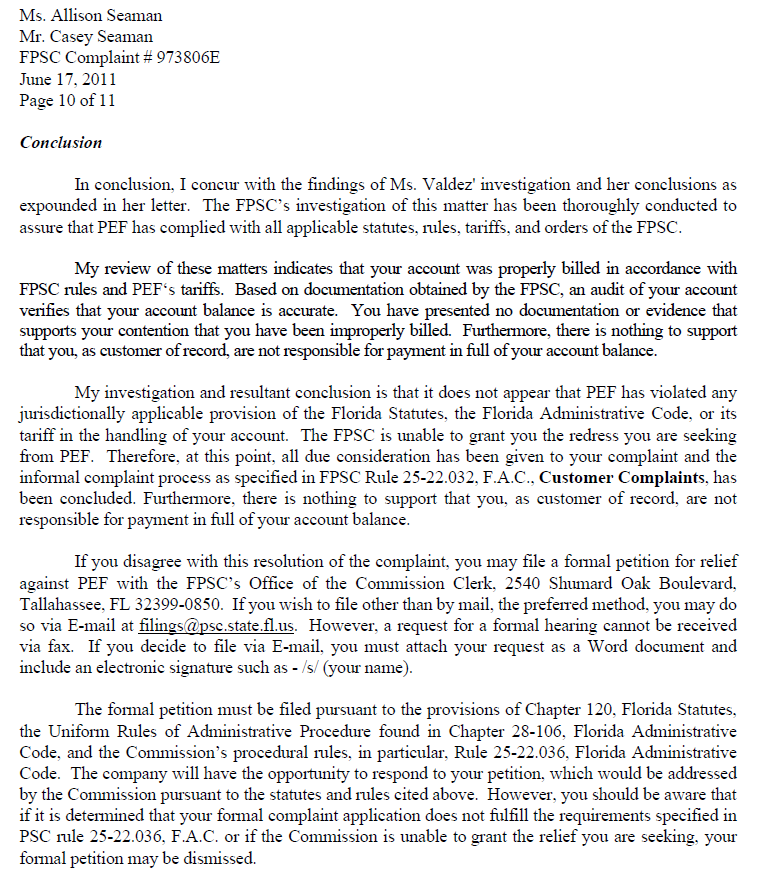 Ms. Allison Seaman
Mr. Casey Seaman
FPSC Complaint # 973806E
June 17, 2011
Page 10 of 11
Conclusion
In conclusion, I concur with the findings of Ms. Valdez' investigation and her conclusions as
expounded in her letter.  The FPSC's investigation of this matter has been thoroughly conducted to
assure that PEF has complied with all applicable statutes, rules, tariffs, and orders of the FPSC.
My review of these matters indicates that your account was properly billed in accordance with
FPSC rules and PEF‘s tariffs.  Based on documentation obtained by the FPSC, an audit of your account
verifies that your account balance is accurate.  You have presented no documentation or evidence that
supports your contention that you have been improperly billed.  Furthermore, there is nothing to support
that you, as customer of record, are not responsible for payment in full of your account balance.
My investigation and resultant conclusion is that it does not appear that PEF has violated any
jurisdictionally applicable provision of the Florida Statutes, the Florida Administrative Code, or its
tariff in the handling of your account.  The FPSC is unable to grant you the redress you are seeking
from PEF.  Therefore, at this point, all due consideration has been given to your complaint and the
informal complaint process as specified in FPSC Rule 25-22.032, F.A.C., Customer Complaints, has
been concluded. Furthermore, there is nothing to support that you, as customer of record, are not
responsible for payment in full of your account balance.
If you disagree with this resolution of the complaint, you may file a formal petition for relief
against PEF with the FPSC's Office of the Commission Clerk, 2540 Shumard Oak Boulevard,
Tallahassee, FL 32399-0850.  If you wish to file other than by mail, the preferred method, you may do
so via E-mail at filings@psc.state.fl.us.  However, a request for a formal hearing cannot be received
via fax.  If you decide to file via E-mail, you must attach your request as a Word document and
include an electronic signature such as - /s/ (your name).
The formal petition must be filed pursuant to the provisions of Chapter 120, Florida Statutes,
the Uniform Rules of Administrative Procedure found in Chapter 28-106, Florida Administrative
Code, and the Commission's procedural rules, in particular, Rule 25-22.036, Florida Administrative
Code.  The company will have the opportunity to respond to your petition, which would be addressed
by the Commission pursuant to the statutes and rules cited above.  However, you should be aware that
if it is determined that your formal complaint application does not fulfill the requirements specified in
PSC rule 25-22.036, F.A.C. or if the Commission is unable to grant the relief you are seeking, your
formal petition may be dismissed.